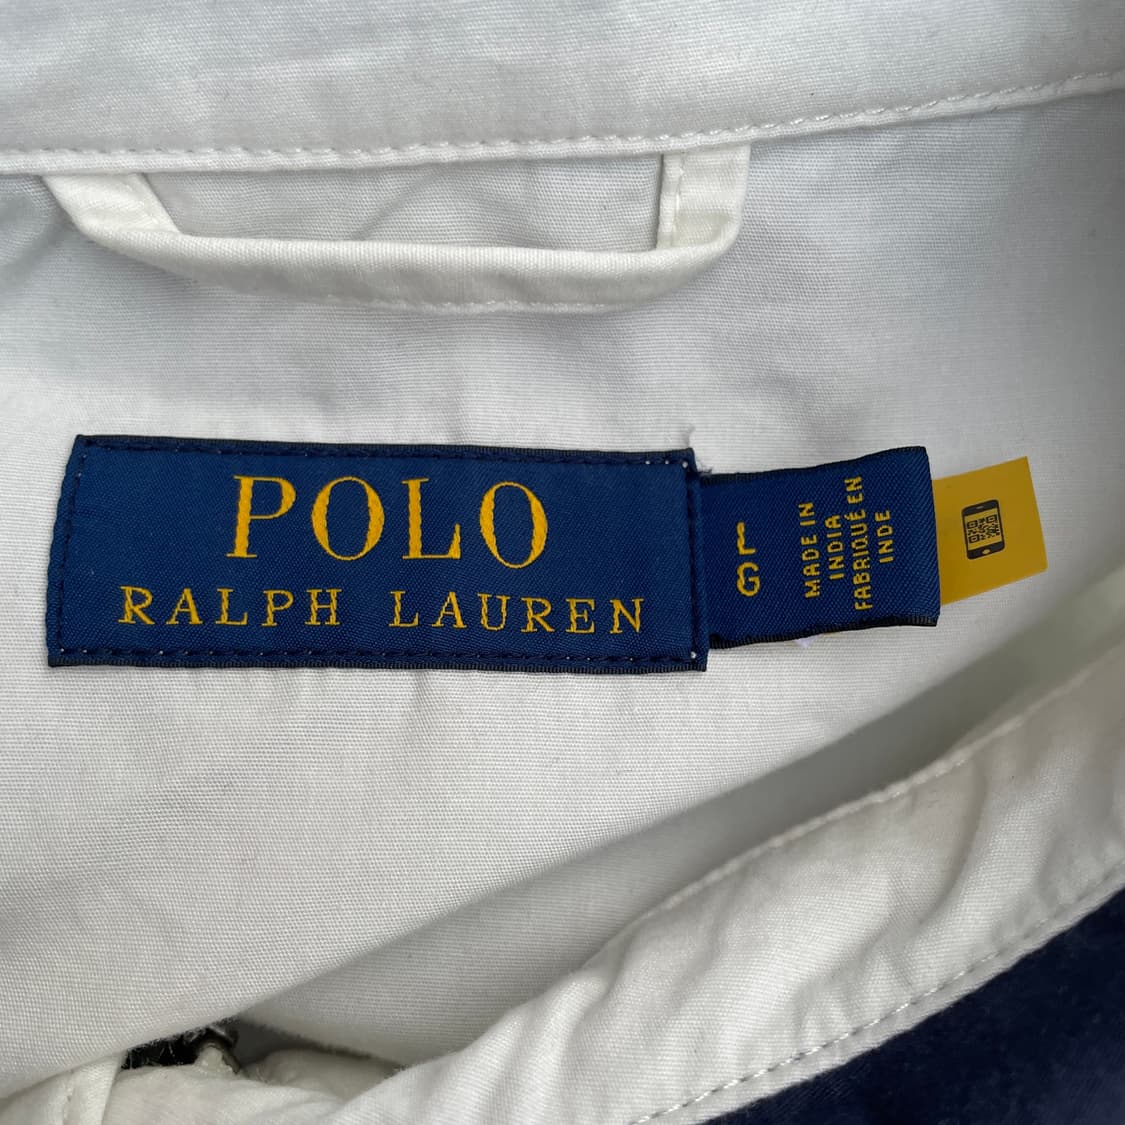 POLO
RALPH LAUREN
L
G
MADE IN
INDIA
FABRIQUÉ EN
INDE